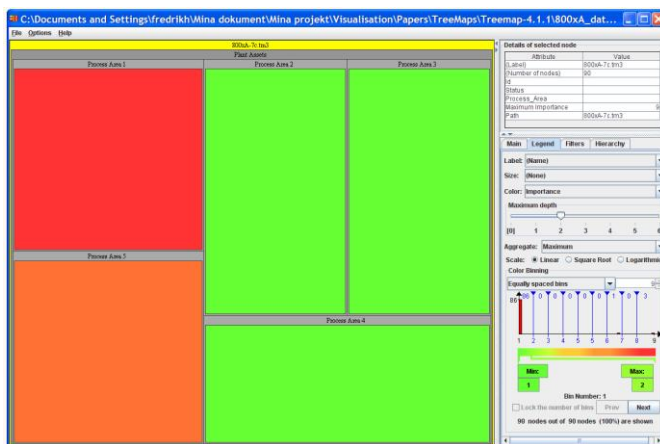 C:\Documents and Settings\fredrikh\Mina dokument\Mina projekt\Visualisation\Papers\TreeMaps\Treemap-4.1.1\800xA_dat...
File Options Help
800xA-7c.tm3
Plant Assets
Process Area 1
Process Area 2
Process Area 3
Process Area 5
Process Area 4
Details of selected node
Attribute Value
(Label) 800xA-7c.tm3
(Number of nodes) 90
Id
Status
Process_Area
Maximum importance 9
Path 800xA-7c.tm3
Main Legend Filters Hierarchy
Label: (Name)
Size: (None)
Color: Importance
Maximum depth
[0] 1 2 3 4 5 6
Aggregate: Maximum
Scale: Linear Square Root Logarithmic
Color Binning
Equally spaced bins
86 0 0 0 0 1 0 3
86
1 2 3 4 5 6 7 8 9
Min: Max:
1 2
Bin Number: 1
Lock the number of bins Prev Next
90 nodes out of 90 nodes (100%) are shown